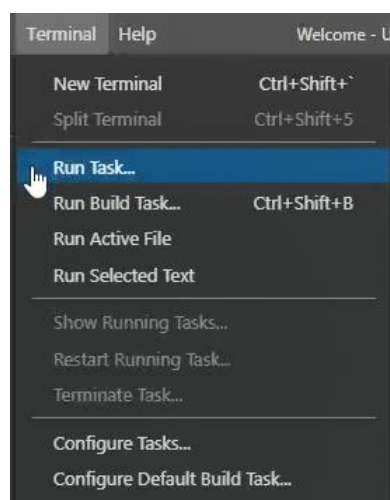 Terminal Help Welcome - U
New Terminal Ctrl+Shift+`
Split Terminal Ctrl+Shift+5
Run Task...
Run Build Task... Ctrl+Shift+B
Run Active File
Run Selected Text
Show Running Tasks...
Restart Running Task...
Terminate Task...
Configure Tasks...
Configure Default Build Task...